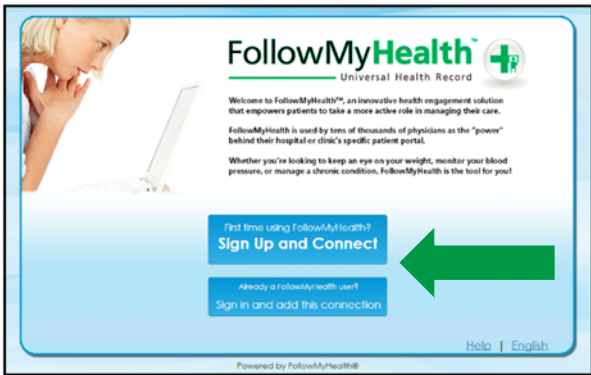 FollowMyHealth™
Universal Health Record
Welcome to FollowMyHealth™, an innovative health engagement solution
that empowers patients to take a more active role in managing their care.
FollowMyHealth is used by tens of thousands of physicians as the "power"
behind their hospital or clinic's specific patient portal.
Whether you're looking to keep an eye on your weight, monitor your blood
pressure, or manage a chronic condition, FollowMyHealth is the tool for you!
First time using FollowMyHealth?
Sign Up and Connect
Already a FollowMyHealth user?
Sign in and add this connection
Help | English
Powered by FollowMyHealth®